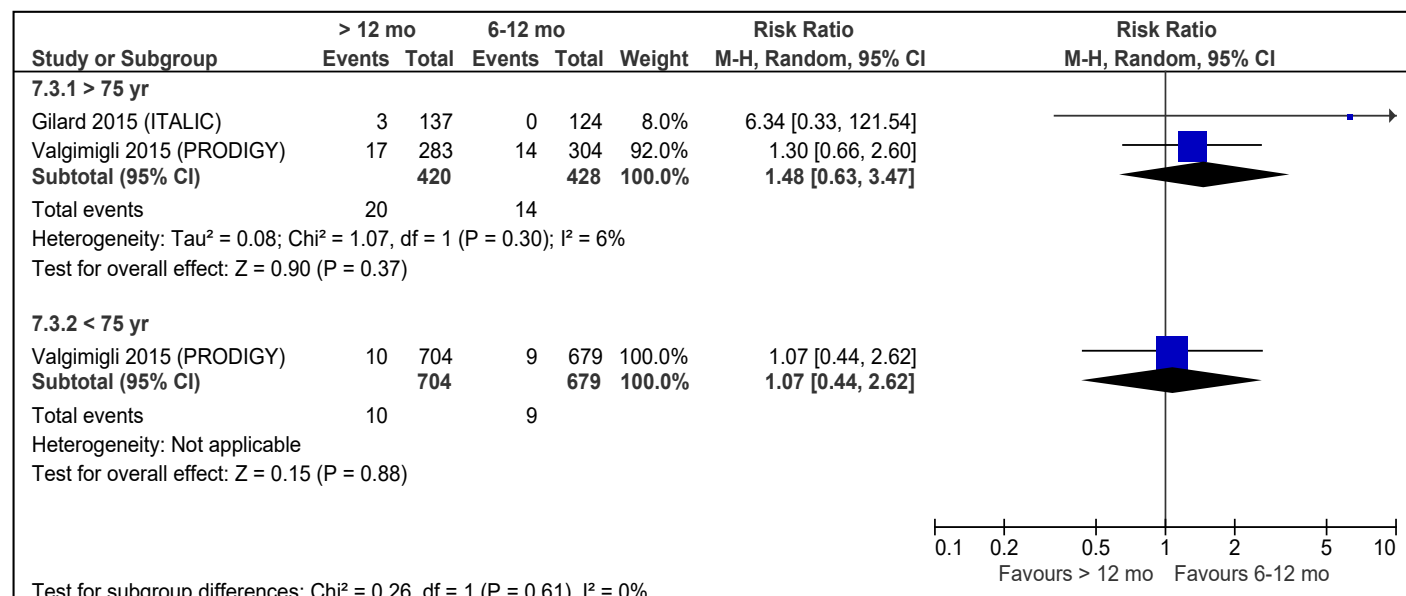 > 12 mo 6-12 mo Risk Ratio Risk Ratio
Study or Subgroup Events Total Events Total Weight M-H, Random, 95% CI M-H, Random, 95% CI
7.3.1 > 75 yr
Gilard 2015 (ITALIC) 3 137 0 124 8.0% 6.34 [0.33, 121.54]
Valgimigli 2015 (PRODIGY) 17 283 14 304 92.0% 1.30 [0.66, 2.60]
Subtotal (95% CI) 420 428 100.0% 1.48 [0.63, 3.47]
Total events 20 14
Heterogeneity: Tau² = 0.08; Chi² = 1.07, df = 1 (P = 0.30); I² = 6%
Test for overall effect: Z = 0.90 (P = 0.37)
7.3.2 < 75 yr
Valgimigli 2015 (PRODIGY) 10 704 9 679 100.0% 1.07 [0.44, 2.62]
Subtotal (95% CI) 704 679 100.0% 1.07 [0.44, 2.62]
Total events 10 9
Heterogeneity: Not applicable
Test for overall effect: Z = 0.15 (P = 0.88)
0.1 0.2 0.5 1 2 5 10
Favours > 12 mo Favours 6-12 mo
Test for subgroup differences: Chi² = 0.26, df = 1 (P = 0.61), I² = 0%